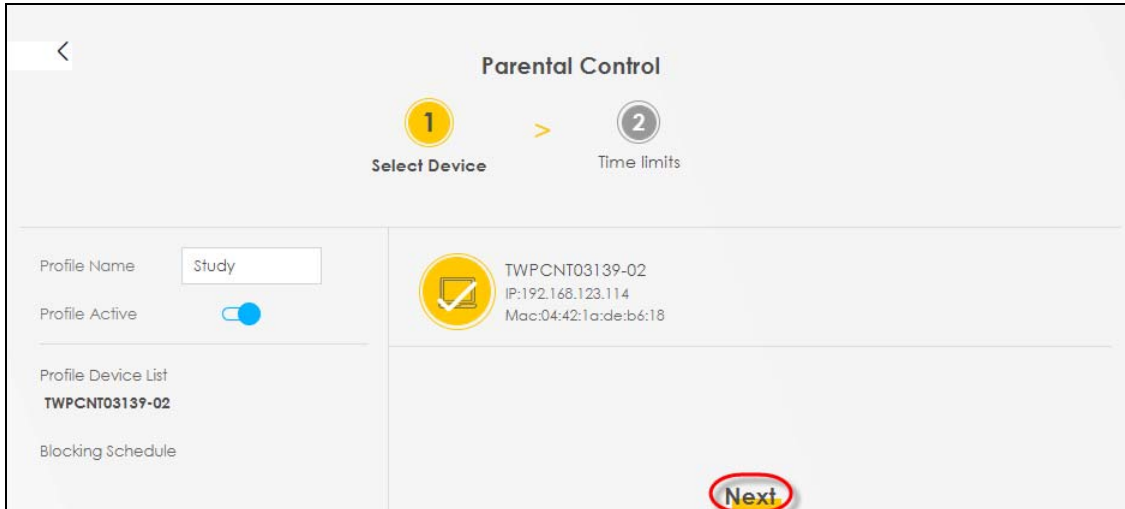 Parental Control
1 > 2
Select Device Time limits
Profile Name Study
Profile Active
Profile Device List
TWPCNT03139-02
Blocking Schedule
TWPCNT03139-02
IP:192.168.123.114
Mac:04:42:1a:de:b6:18
Next